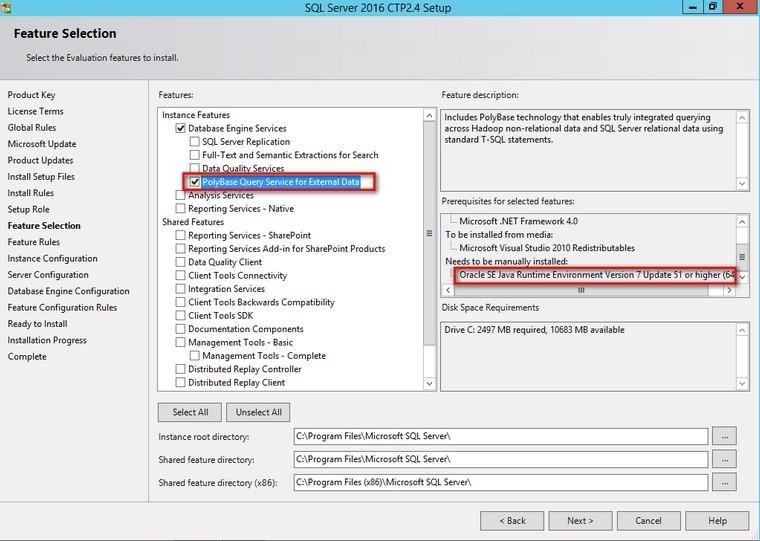 SQL Server 2016 CTP2.4 Setup
Feature Selection
Select the Evaluation features to install.
Product Key
License Terms
Global Rules
Microsoft Update
Product Updates
Install Setup Files
Install Rules
Setup Role
Feature Selection
Feature Rules
Instance Configuration
Server Configuration
Database Engine Configuration
Feature Configuration Rules
Ready to Install
Installation Progress
Complete
Features:
Instance Features
Database Engine Services
SQL Server Replication
Full-Text and Semantic Extractions for Search
Data Quality Services
PolyBase Query Service for External Data
Analysis Services
Reporting Services - Native
Shared Features
Reporting Services - SharePoint
Reporting Services Add-in for SharePoint Products
Data Quality Client
Client Tools Connectivity
Integration Services
Client Tools Backwards Compatibility
Client Tools SDK
Documentation Components
Management Tools - Basic
Management Tools - Complete
Distributed Replay Controller
Distributed Replay Client
Feature description:
Includes PolyBase technology that enables truly integrated querying
across Hadoop non-relational data and SQL Server relational data using
standard T-SQL statements.
Prerequisites for selected features:
Microsoft .NET Framework 4.0
To be installed from media:
Microsoft Visual Studio 2010 Redistributables
Needs to be manually installed:
Oracle SE Java Runtime Environment Version 7 Update 51 or higher (64
Disk Space Requirements
Drive C: 2497 MB required, 10683 MB available
Select All
Unselect All
Instance root directory:
C:\Program Files\Microsoft SQL Server\
...
Shared feature directory:
C:\Program Files\Microsoft SQL Server\
...
Shared feature directory (x86):
C:\Program Files (x86)\Microsoft SQL Server\
...
< Back
Next >
Cancel
Help